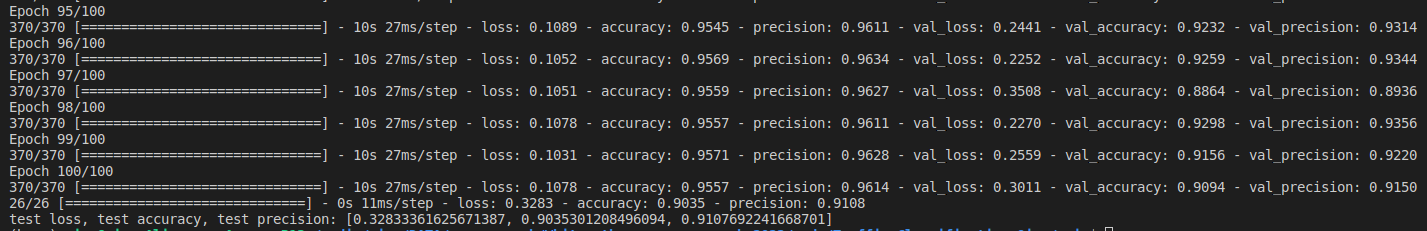 Epoch 95/100
370/370 [==============================] - 10s 27ms/step - loss: 0.1089 - accuracy: 0.9545 - precision: 0.9611 - val_loss: 0.2441 - val_accuracy: 0.9232 - val_precision: 0.9314
Epoch 96/100
370/370 [==============================] - 10s 27ms/step - loss: 0.1052 - accuracy: 0.9569 - precision: 0.9634 - val_loss: 0.2252 - val_accuracy: 0.9259 - val_precision: 0.9344
Epoch 97/100
370/370 [==============================] - 10s 27ms/step - loss: 0.1051 - accuracy: 0.9559 - precision: 0.9627 - val_loss: 0.3508 - val_accuracy: 0.8864 - val_precision: 0.8936
Epoch 98/100
370/370 [==============================] - 10s 27ms/step - loss: 0.1078 - accuracy: 0.9557 - precision: 0.9611 - val_loss: 0.2270 - val_accuracy: 0.9298 - val_precision: 0.9356
Epoch 99/100
370/370 [==============================] - 10s 27ms/step - loss: 0.1031 - accuracy: 0.9571 - precision: 0.9628 - val_loss: 0.2559 - val_accuracy: 0.9156 - val_precision: 0.9220
Epoch 100/100
370/370 [==============================] - 10s 27ms/step - loss: 0.1078 - accuracy: 0.9557 - precision: 0.9614 - val_loss: 0.3011 - val_accuracy: 0.9094 - val_precision: 0.9150
26/26 [==============================] - 0s 11ms/step - loss: 0.3283 - accuracy: 0.9035 - precision: 0.9108
test loss, test accuracy, test precision: [0.32833361625671387, 0.9035301208496094, 0.9107692241668701]